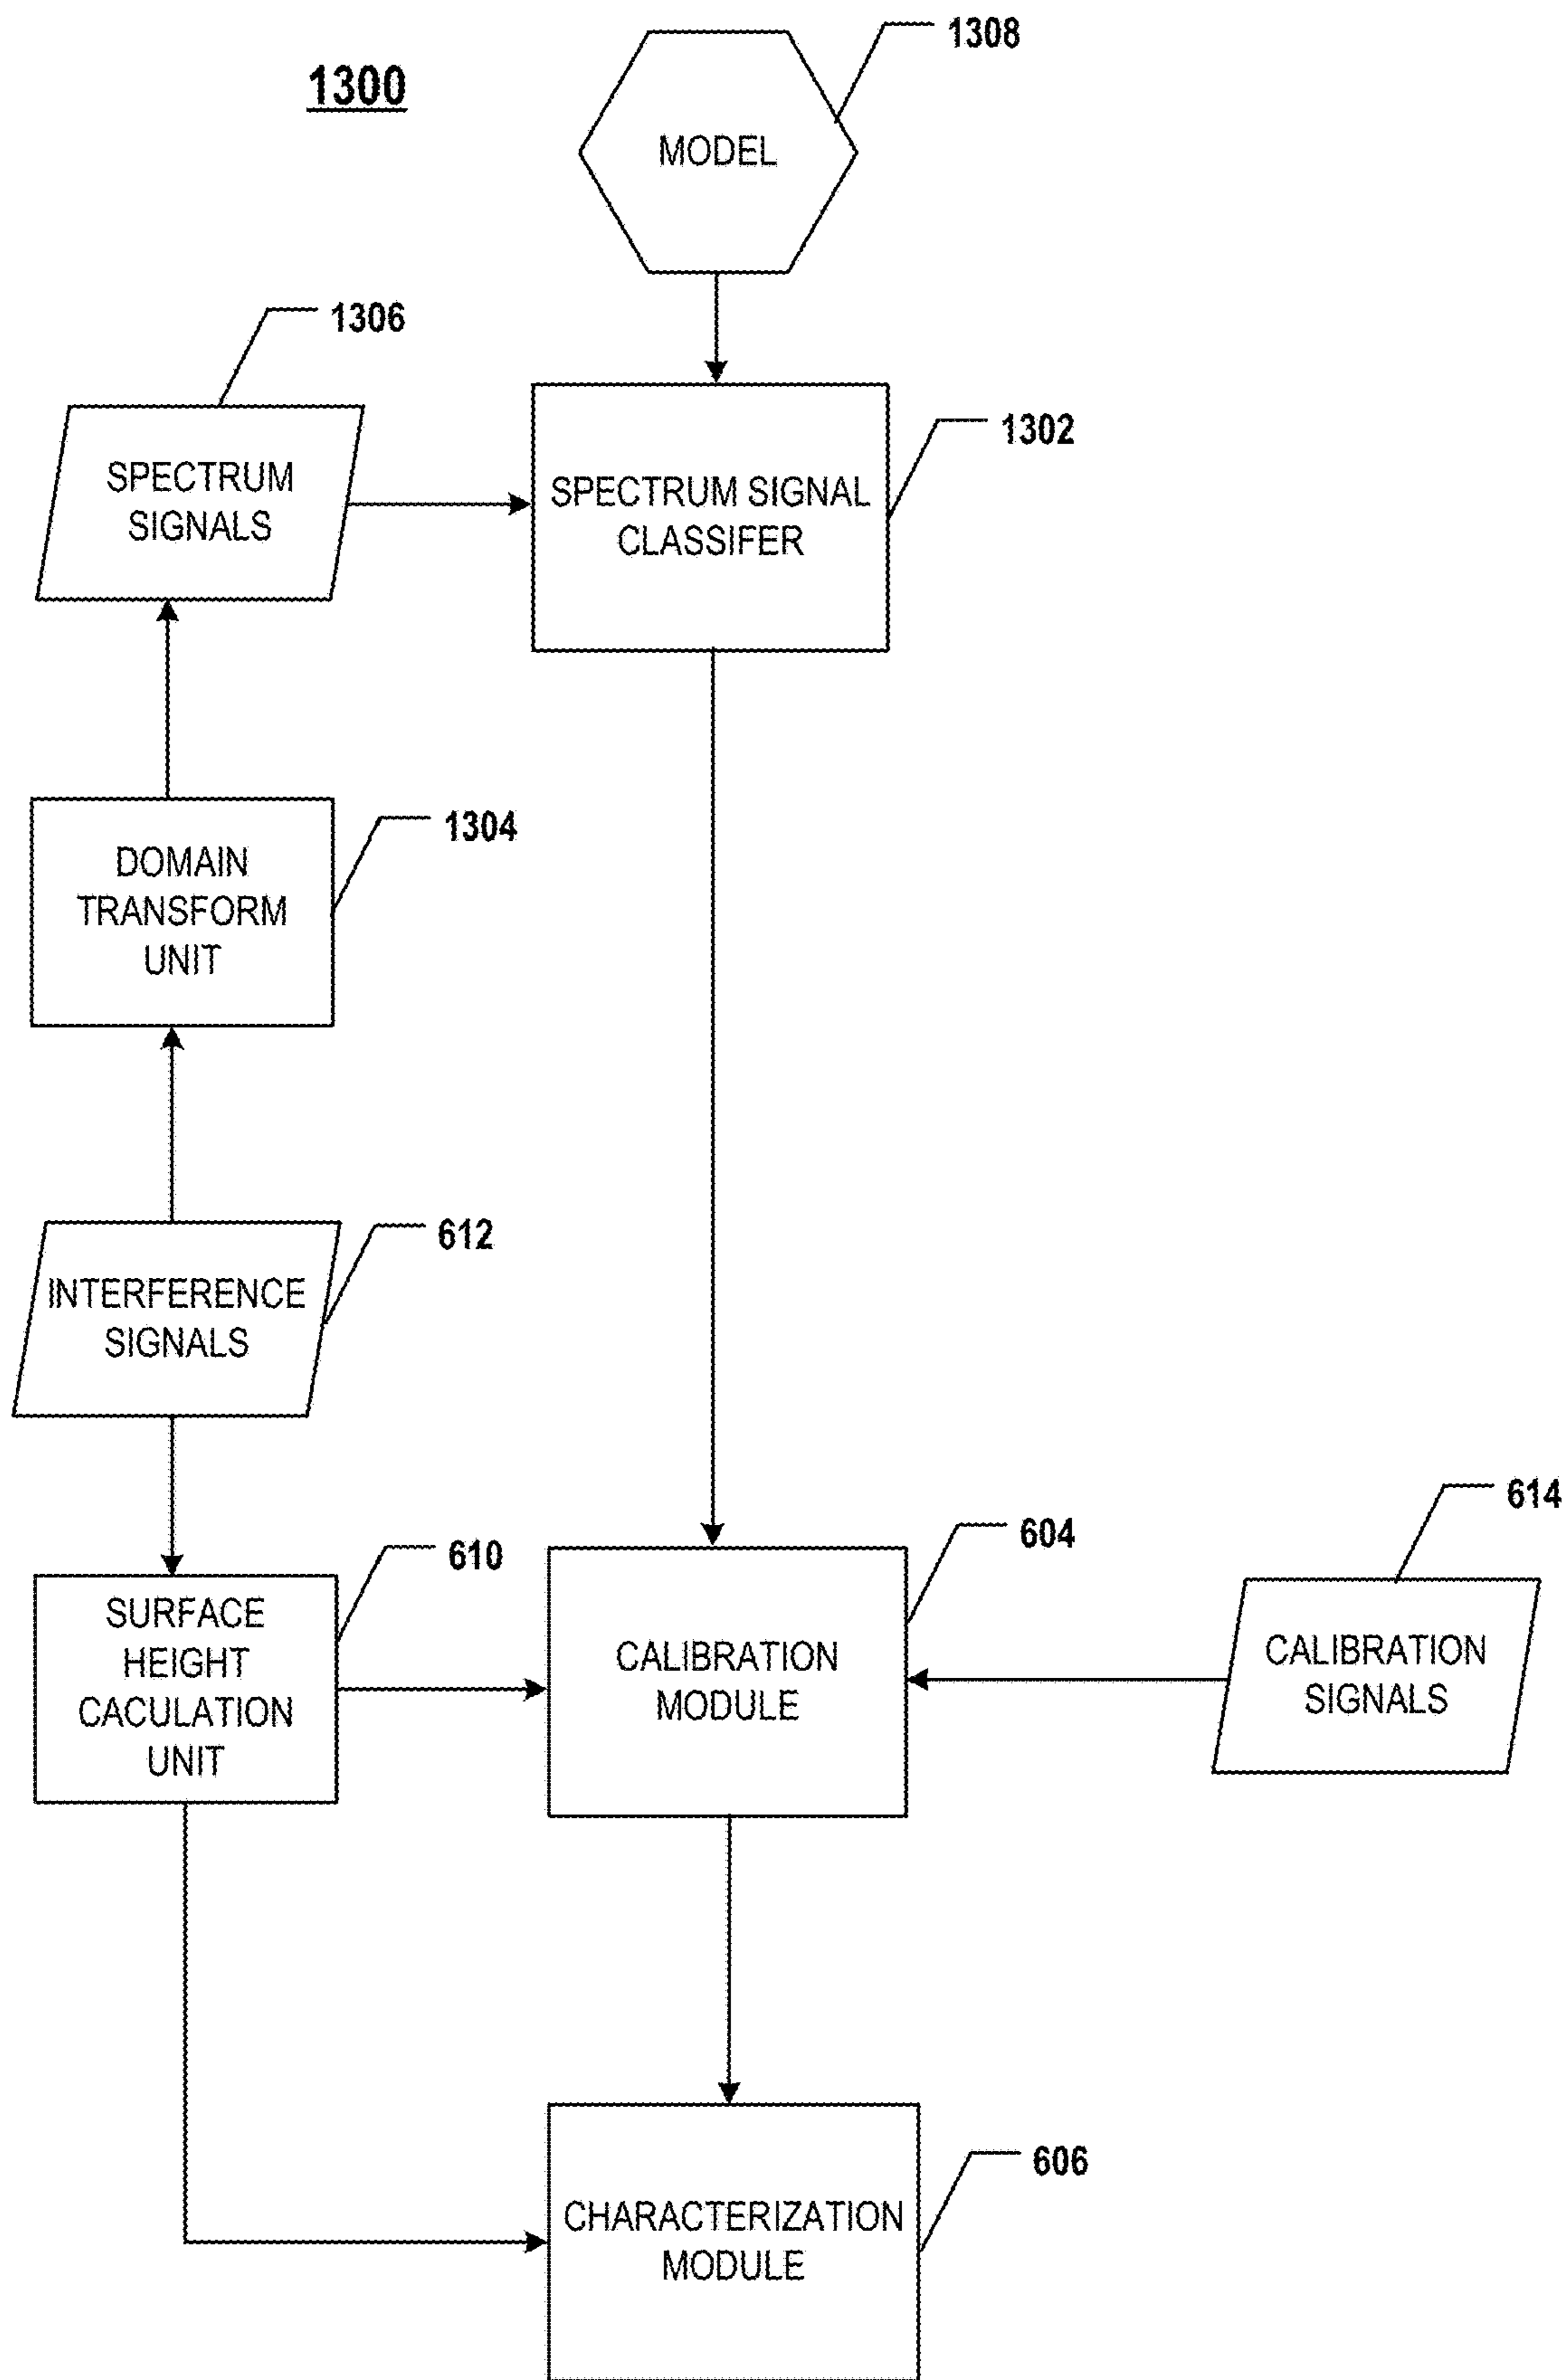 1300
1308
MODEL
1306
SPECTRUM
SIGNALS
1302
SPECTRUM SIGNAL
CLASSIFER
1304
DOMAIN
TRANSFORM
UNIT
612
INTERFERENCE
SIGNALS
610
SURFACE
HEIGHT
CACULATION
UNIT
604
CALIBRATION
MODULE
614
CALIBRATION
SIGNALS
606
CHARACTERIZATION
MODULE